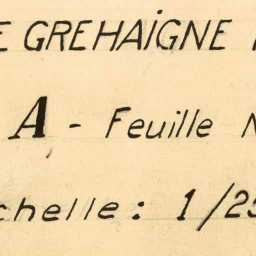 E GREHAIGNE
A - Feuille N
chelle : 1/25